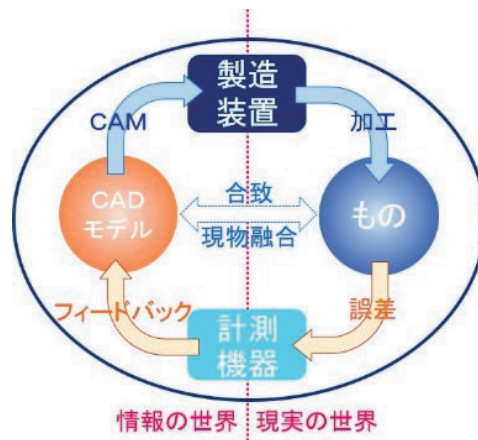 製造
装置
CAM
加工
CAD
モデル
合致
現物融合
もの
フィードバック
計測
機器
誤差
情報の世界
現実の世界